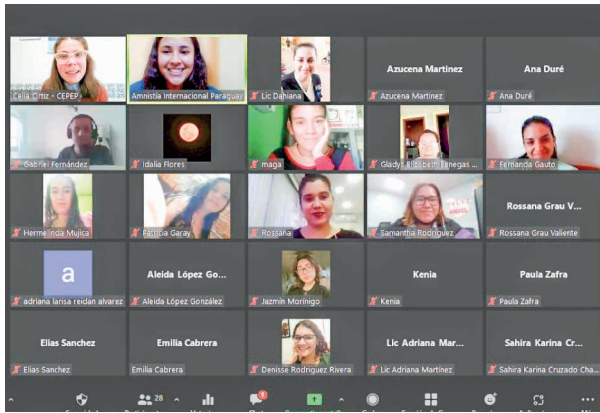 Celia Ortiz - CEPEP
Amnistía Internacional Paraguay
Lic Dahiana
Azucena Martinez
Azucena Martinez
Ana Duré
Ana Duré
Gabriel Fernández
Idalia Flores
maga
Gladys Elizabeth Benegas ...
Fernanda Gauto
Hermelinda Mujica
Patricia Garay
Rossana
Samantha Rodriguez
Rossana Grau V...
Rossana Grau Valiente
a
adriana larisa reidan alvarez
Aleida López Go...
Aleida López González
Jazmín Morínigo
Kenia
Kenia
Paula Zafra
Paula Zafra
Elias Sanchez
Elias Sanchez
Emilia Cabrera
Emilia Cabrera
Denisse Rodriguez Rivera
Lic Adriana Mar...
Lic Adriana Martínez
Sahira Karina Cr...
Sahira Karina Cruzado Cha...
28
1